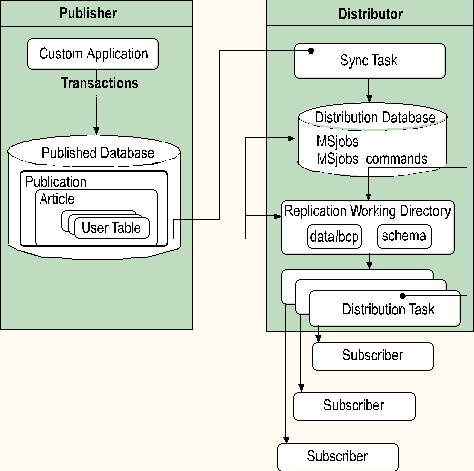 Publisher
Custom Application
Transactions
Published Database
Publication
Article
User Table
Distributor
Sync Task
Distribution Database
MSjobs
MSjobs commands
Replication Working Directory
data/bcp
schema
Distribution Task
Subscriber
Subscriber
Subscriber